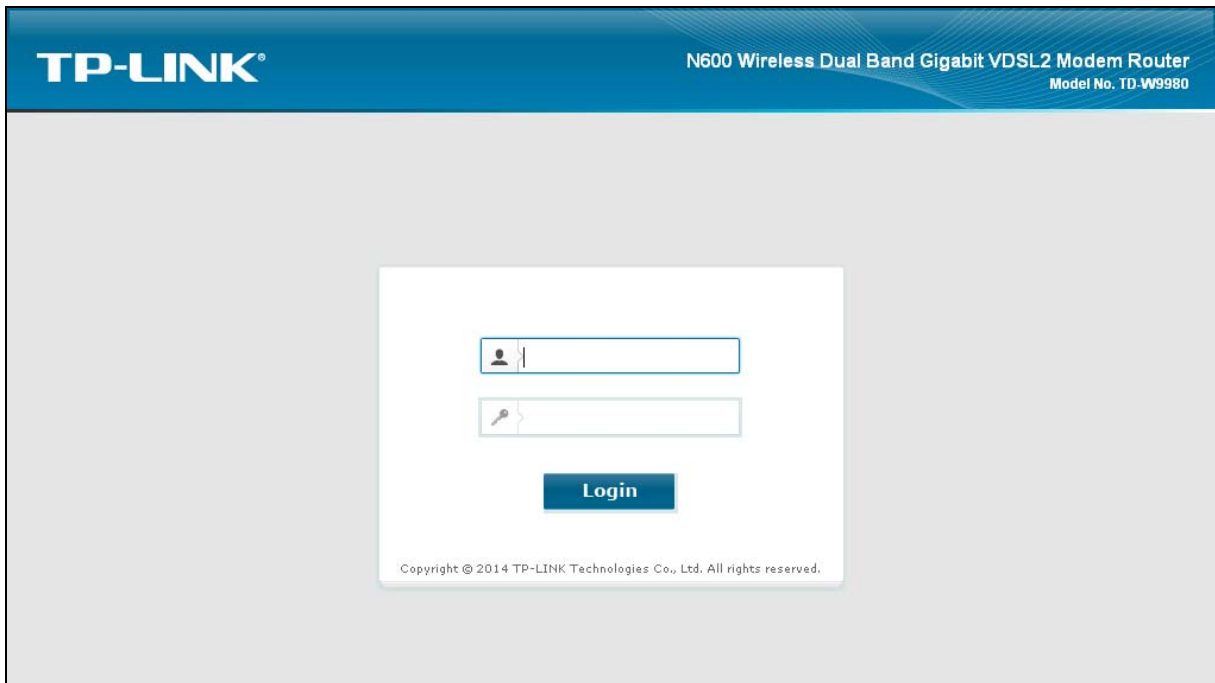 TP-LINK®
N600 Wireless Dual Band Gigabit VDSL2 Modem Router
Model No. TD-W9980
Login
Copyright © 2014 TP-LINK Technologies Co., Ltd. All rights reserved.